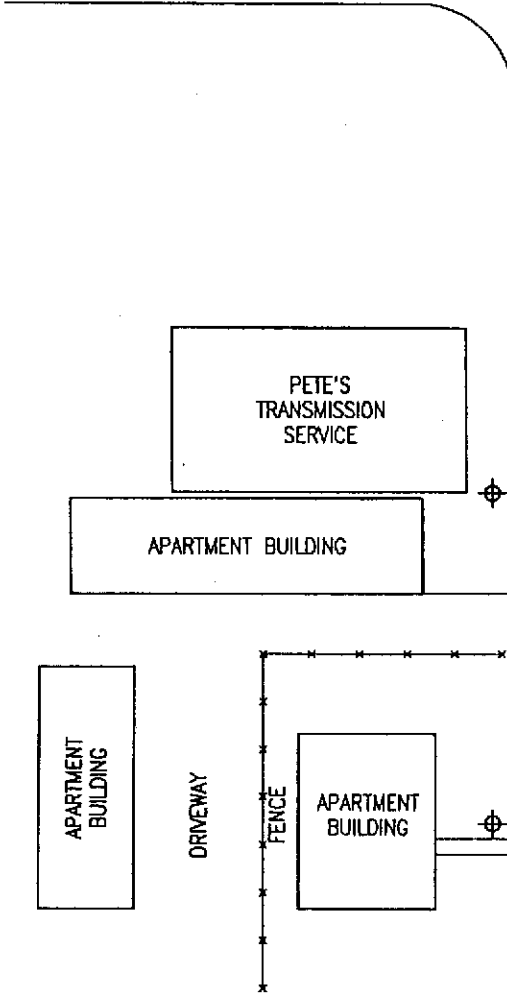 PETE'S
TRANSMISSION
SERVICE
APARTMENT BUILDING
APARTMENT
BUILDING
DRIVEWAY
FENCE
APARTMENT
BUILDING